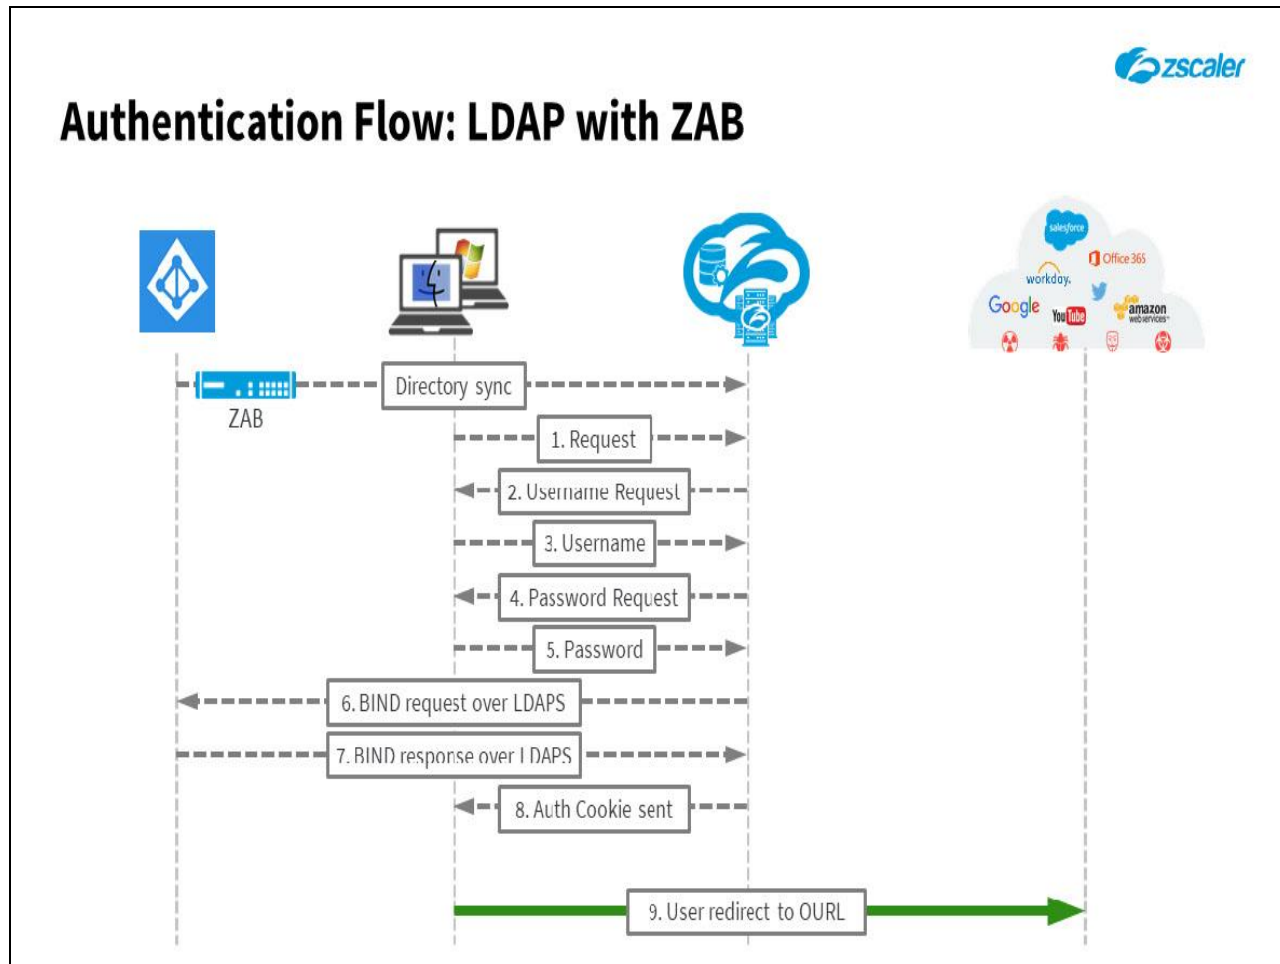 zscaler
Authentication Flow: LDAP with ZAB
salesforce
Office 365
workday.
Google
YouTube
amazon
webservices™
Directory sync
ZAB
1. Request
2. Username Request
3. Username
4. Password Request
5. Password
6. BIND request over LDAPS
7. BIND response over LDAPS
8. Auth Cookie sent
9. User redirect to OURL